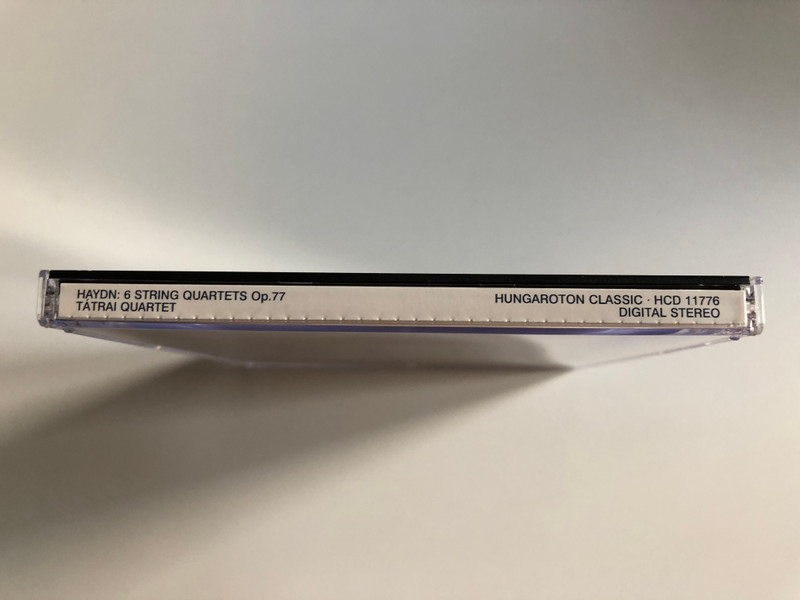 HAYDN: 6 STRING QUARTETS Op.77
TÁTRAI QUARTET
HUNGAROTON CLASSIC · HCD 11776
DIGITAL STEREO